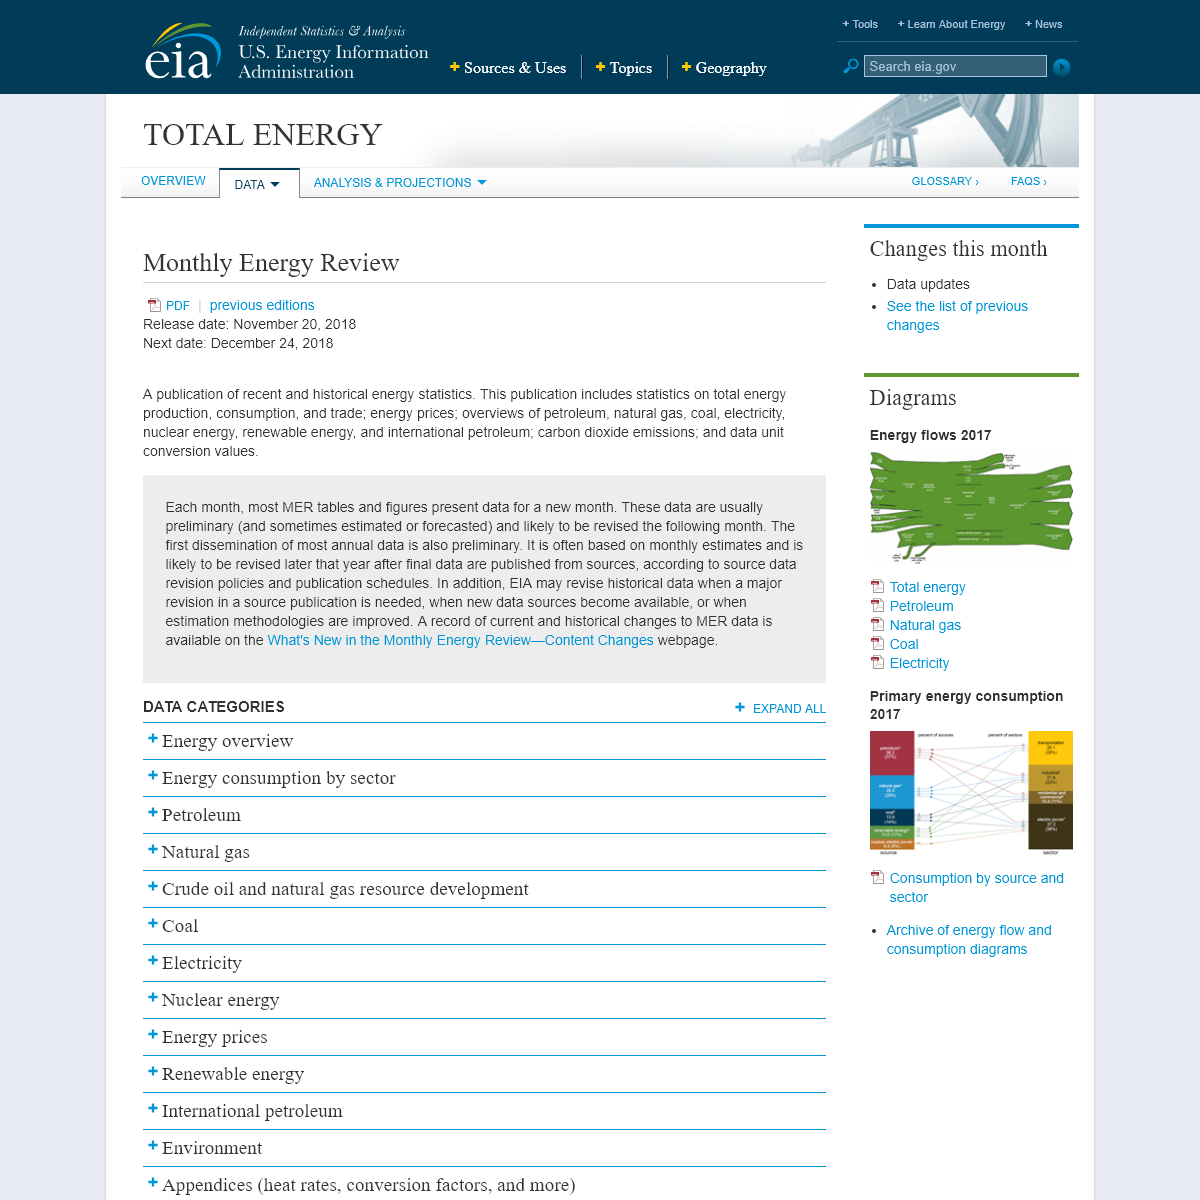 + Tools + Learn About Energy + News
eia
Independent Statistics & Analysis
U.S. Energy Information
Administration
+ Sources & Uses + Topics + Geography
Search eia.gov
TOTAL ENERGY
OVERVIEW DATA ANALYSIS & PROJECTIONS GLOSSARY › FAQS ›
Monthly Energy Review
PDF | previous editions
Release date: November 20, 2018
Next date: December 24, 2018
A publication of recent and historical energy statistics. This publication includes statistics on total energy
production, consumption, and trade; energy prices; overviews of petroleum, natural gas, coal, electricity,
nuclear energy, renewable energy, and international petroleum; carbon dioxide emissions; and data unit
conversion values.
Each month, most MER tables and figures present data for a new month. These data are usually
preliminary (and sometimes estimated or forecasted) and likely to be revised the following month. The
first dissemination of most annual data is also preliminary. It is often based on monthly estimates and is
likely to be revised later that year after final data are published from sources, according to source data
revision policies and publication schedules. In addition, EIA may revise historical data when a major
revision in a source publication is needed, when new data sources become available, or when
estimation methodologies are improved. A record of current and historical changes to MER data is
available on the What's New in the Monthly Energy Review—Content Changes webpage.
DATA CATEGORIES + EXPAND ALL
+ Energy overview
+ Energy consumption by sector
+ Petroleum
+ Natural gas
+ Crude oil and natural gas resource development
+ Coal
+ Electricity
+ Nuclear energy
+ Energy prices
+ Renewable energy
+ International petroleum
+ Environment
+ Appendices (heat rates, conversion factors, and more)
Changes this month
• Data updates
• See the list of previous
changes
Diagrams
Energy flows 2017
Total energy
Petroleum
Natural gas
Coal
Electricity
Primary energy consumption
2017
percent of sources percent of sectors
source sector
Consumption by source and
sector
• Archive of energy flow and
consumption diagrams